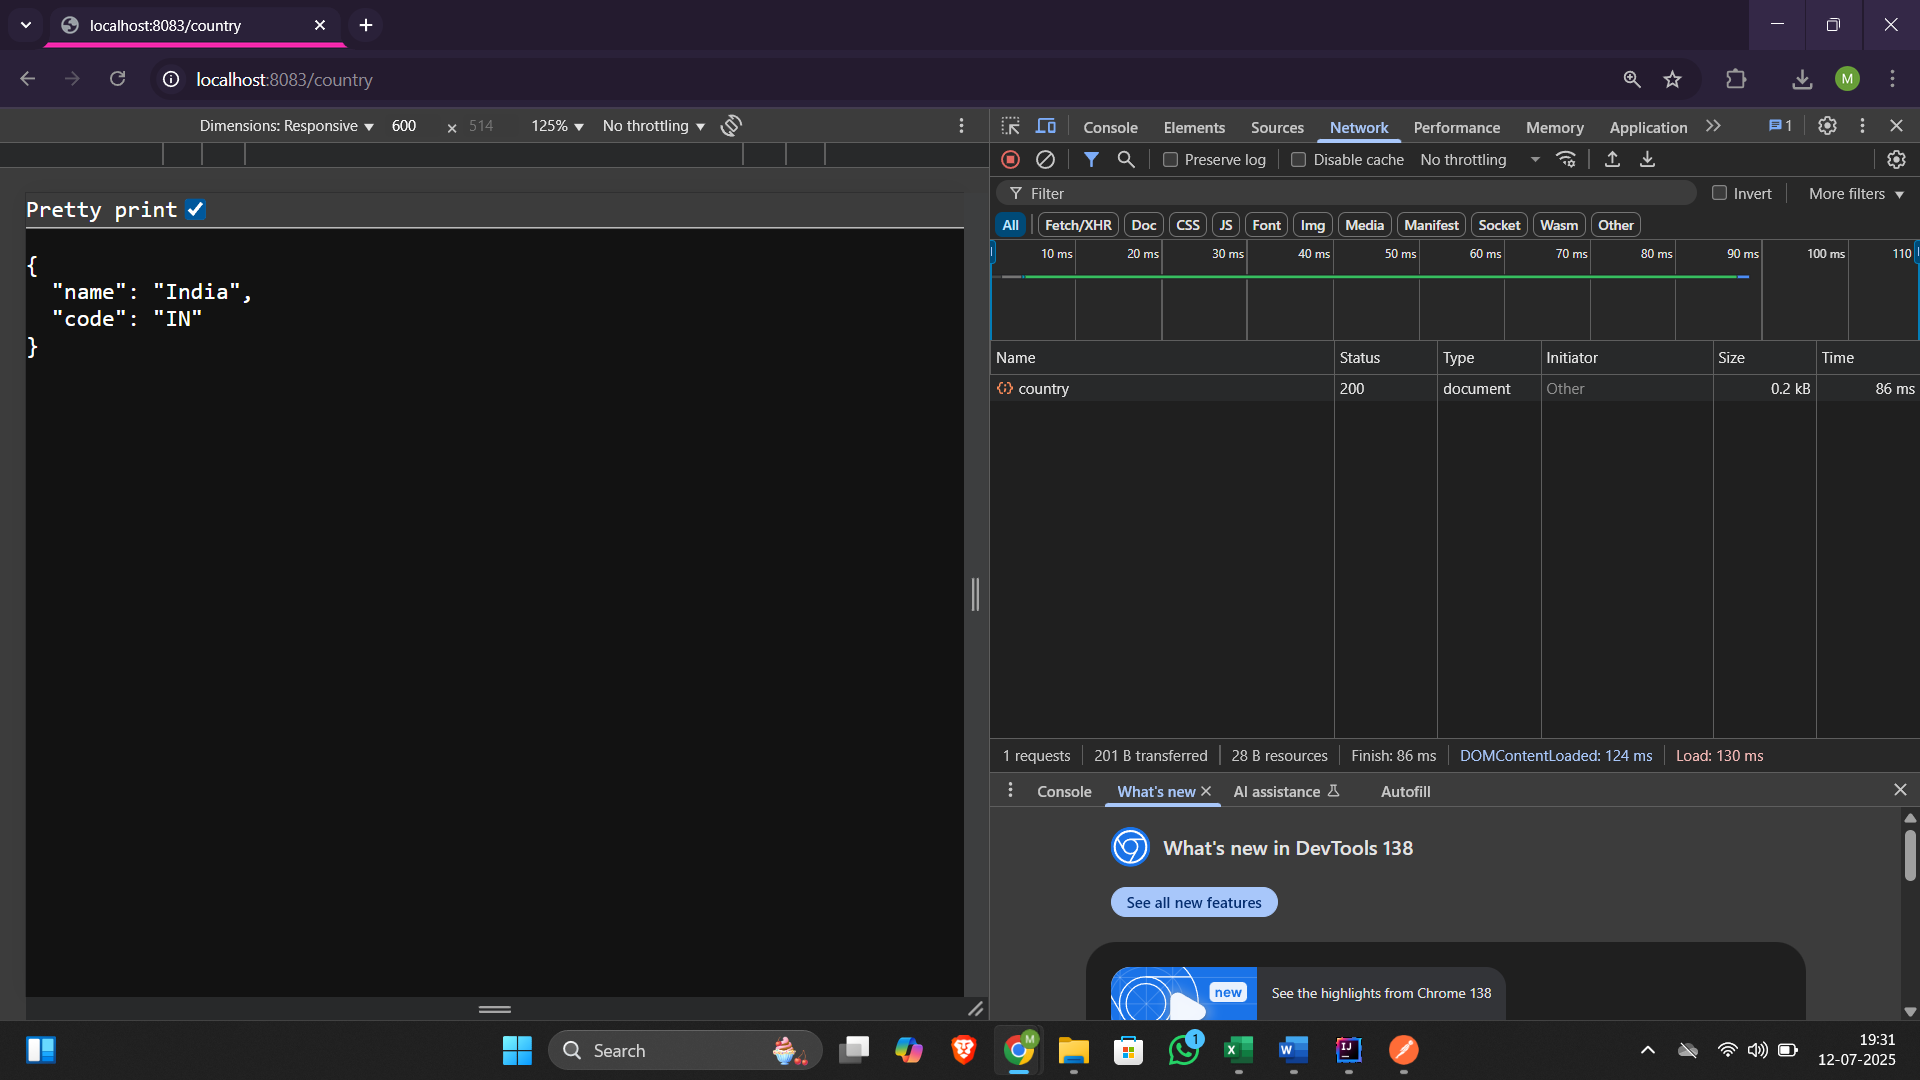 localhost:8083/country
localhost:8083/country
M
Dimensions: Responsive 600 × 514 125% No throttling
Console Elements Sources Network Performance Memory Application 1
Preserve log Disable cache No throttling
Filter Invert More filters
All Fetch/XHR Doc CSS JS Font Img Media Manifest Socket Wasm Other
10 ms 20 ms 30 ms 40 ms 50 ms 60 ms 70 ms 80 ms 90 ms 100 ms 110
Name Status Type Initiator Size Time
country 200 document Other 0.2 kB 86 ms
Pretty print
{
"name": "India",
"code": "IN"
}
1 requests 201 B transferred 28 B resources Finish: 86 ms DOMContentLoaded: 124 ms Load: 130 ms
Console What's new AI assistance Autofill
What's new in DevTools 138
See all new features
new See the highlights from Chrome 138
Search
M
1
X
W
IJ
19:31
12-07-2025